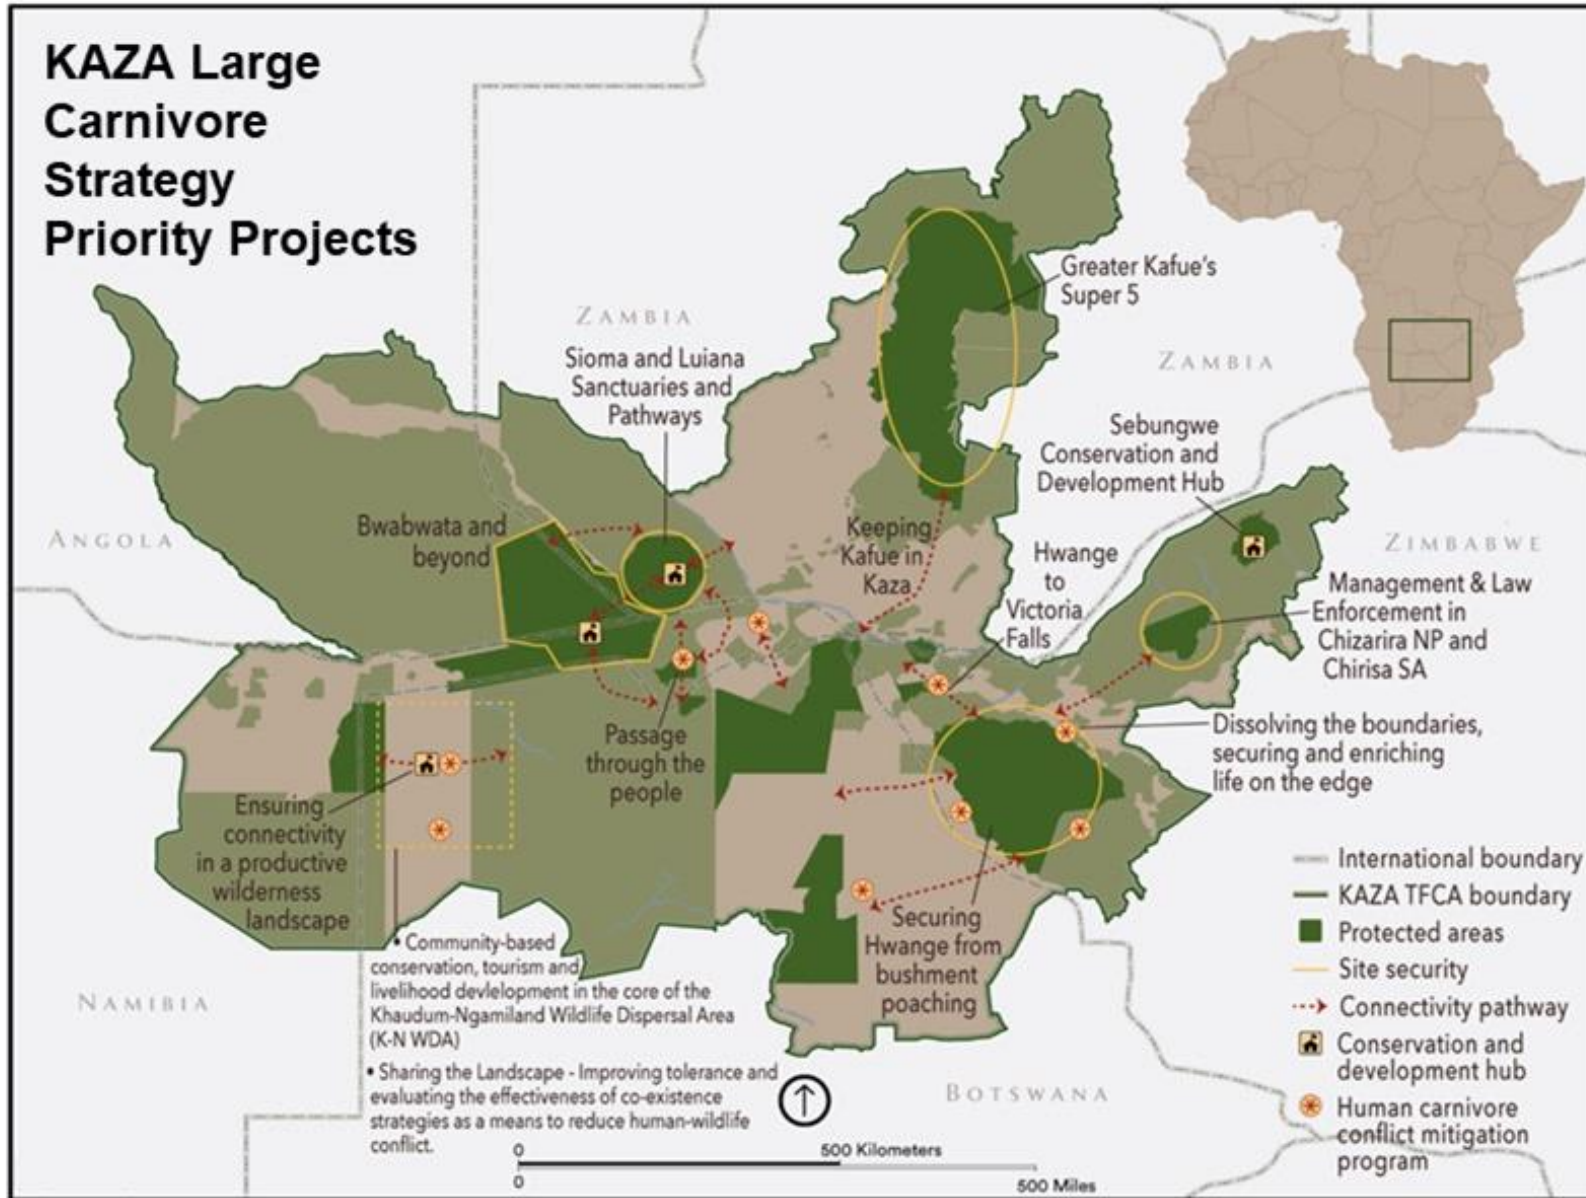 KAZA Large
Carnivore
Strategy
Priority Projects
ZAMBIA
Sioma and Luiana
Sanctuaries and
Pathways
Greater Kafue's
Super 5
ZAMBIA
Sebungwe
Conservation and
Development Hub
ANGOLA
Bwabwata and
beyond
Keeping
Kafue in
Kaza
Hwange
to
Victoria
Falls
ZIMBABWE
Management & Law
Enforcement in
Chizarira NP and
Chirisa SA
Passage
through the
people
Dissolving the boundaries,
securing and enriching
life on the edge
Ensuring
connectivity
in a productive
wilderness
landscape
Securing
Hwange from
bushment
poaching
• Community-based
conservation, tourism and
livelihood devlelopment in the core of the
Khaudum-Ngamiland Wildlife Dispersal Area
(K-N WDA)
• Sharing the Landscape - Improving tolerance and
evaluating the effectiveness of co-existence
strategies as a means to reduce human-wildlife
conflict.
NAMIBIA
BOTSWANA
International boundary
KAZA TFCA boundary
Protected areas
Site security
Connectivity pathway
Conservation and
development hub
Human carnivore
conflict mitigation
program
0 500 Kilometers
0 500 Miles